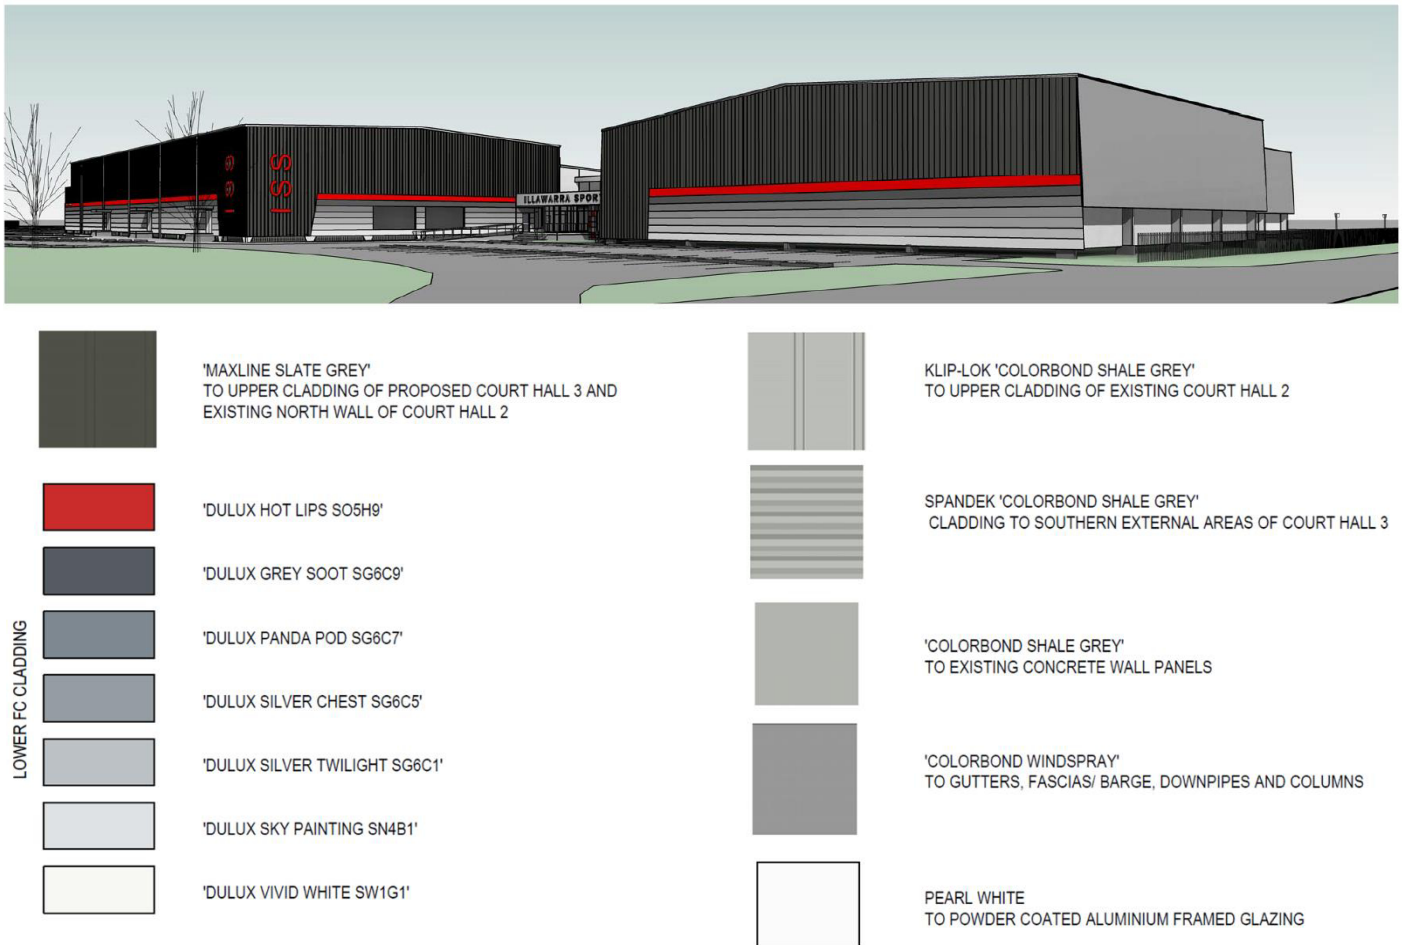 ISS
ISS
ILLAWARRA SPOR
'MAXLINE SLATE GREY'
TO UPPER CLADDING OF PROPOSED COURT HALL 3 AND
EXISTING NORTH WALL OF COURT HALL 2
LOWER FC CLADDING
'DULUX HOT LIPS SO5H9'
'DULUX GREY SOOT SG6C9'
'DULUX PANDA POD SG6C7'
'DULUX SILVER CHEST SG6C5'
'DULUX SILVER TWILIGHT SG6C1'
'DULUX SKY PAINTING SN4B1'
'DULUX VIVID WHITE SW1G1'
KLIP-LOK 'COLORBOND SHALE GREY'
TO UPPER CLADDING OF EXISTING COURT HALL 2
SPANDEK 'COLORBOND SHALE GREY'
CLADDING TO SOUTHERN EXTERNAL AREAS OF COURT HALL 3
'COLORBOND SHALE GREY'
TO EXISTING CONCRETE WALL PANELS
'COLORBOND WINDSPRAY'
TO GUTTERS, FASCIAS/ BARGE, DOWNPIPES AND COLUMNS
PEARL WHITE
TO POWDER COATED ALUMINIUM FRAMED GLAZING